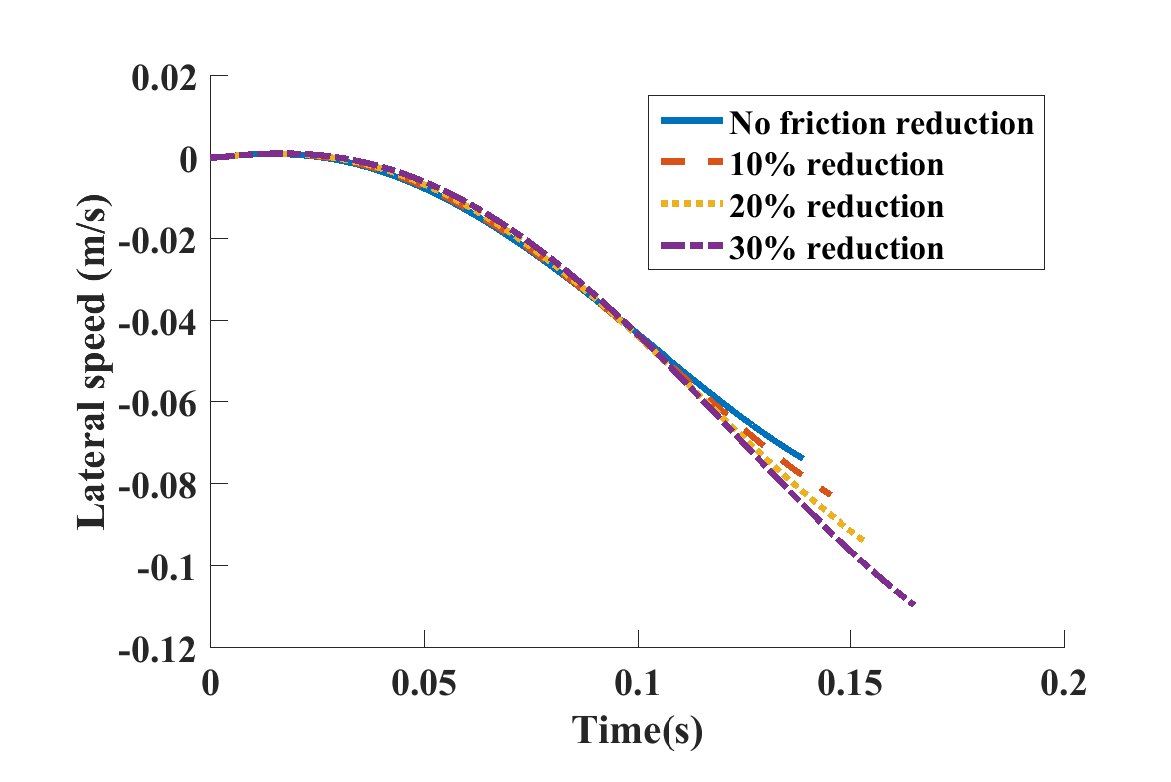 0.02
0
-0.02
-0.04
-0.06
-0.08
-0.1
-0.12
Lateral speed (m/s)
No friction reduction
10% reduction
20% reduction
30% reduction
0
0.05
0.1
0.15
0.2
Time(s)